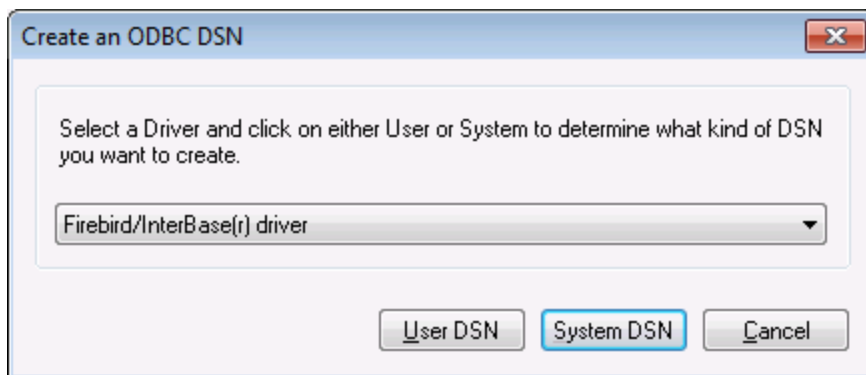 Create an ODBC DSN
Select a Driver and click on either User or System to determine what kind of DSN
you want to create.
Firebird/InterBase(r) driver
User DSN
System DSN
Cancel